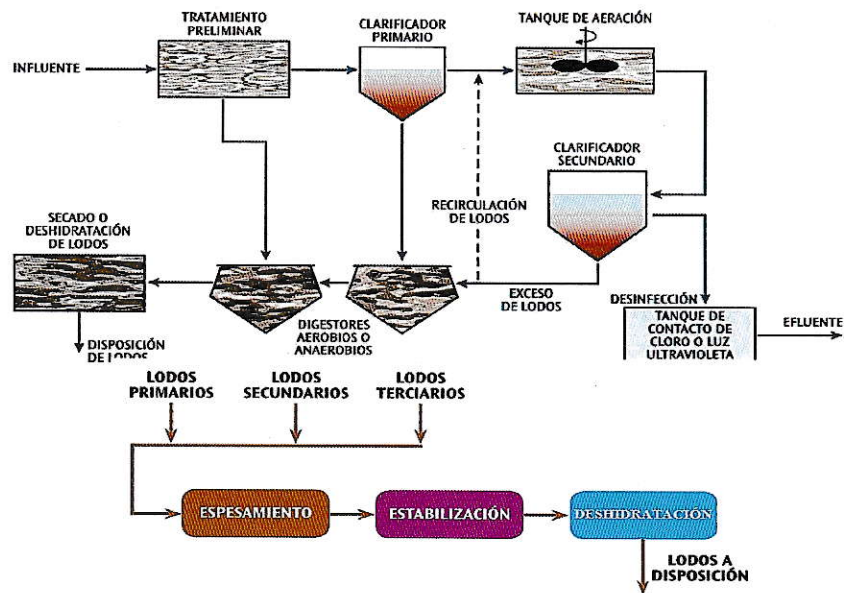 TRATAMIENTO
PRELIMINAR
CLARIFICADOR
PRIMARIO
TANQUE DE AERACIÓN
INFLUENTE
CLARIFICADOR
SECUNDARIO
RECIRCULACIÓN
DE LODOS
SECADO O
DESHIDRATACIÓN
DE LODOS
EXCESO
DE LODOS
DESINFECCIÓN
TANQUE DE
CONTACTO DE
CLORO O LUZ
ULTRAVIOLETA
EFLUENTE
DIGESTORES
AEROBIOS O
ANAEROBIOS
DISPOSICIÓN
DE LODOS
LODOS
PRIMARIOS
LODOS
SECUNDARIOS
LODOS
TERCIARIOS
ESPESAMIENTO
ESTABILIZACIÓN
DESHIDRATACIÓN
LODOS A
DISPOSICIÓN